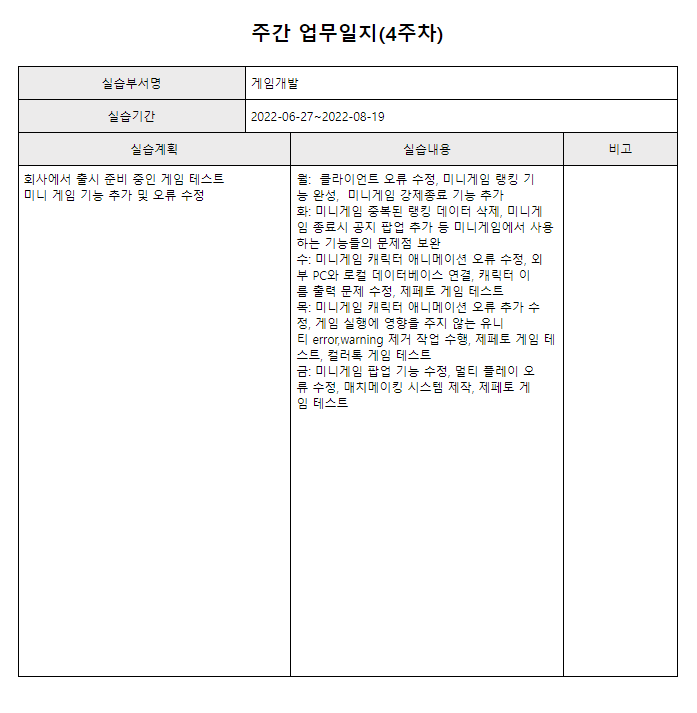 주간 업무일지(4주차)
실습부서명 게임개발
실습기간 2022-06-27~2022-08-19
실습계획 실습내용 비고
회사에서 출시 준비 중인 게임 테스트
미니 게임 기능 추가 및 오류 수정
월:  클라이언트 오류 수정, 미니게임 랭킹 기
능 완성,  미니게임 강제종료 기능 추가
화: 미니게임 중복된 랭킹 데이터 삭제, 미니게
임 종료시 공지 팝업 추가 등 미니게임에서 사용
하는 기능들의 문제점 보완
수: 미니게임 캐릭터 애니메이션 오류 수정, 외
부 PC와 로컬 데이터베이스 연결, 캐릭터 이
름 출력 문제 수정, 제페토 게임 테스트
목: 미니게임 캐릭터 애니메이션 오류 추가 수
정, 게임 실행에 영향을 주지 않는 유니
티 error,warning 제거 작업 수행, 제페토 게임 테
스트, 컬러톡 게임 테스트
금: 미니게임 팝업 기능 수정, 멀티 플레이 오
류 수정, 매치메이킹 시스템 제작, 제페토 게
임 테스트